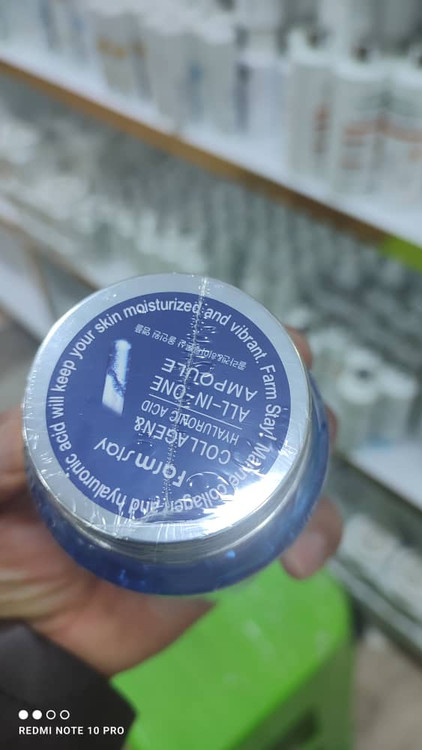 Farm Stay! Marine collagen and hyaluronic acid will keep your skin moisturized and vibrant.
farmstay
COLLAGEN&
HYALURONIC ACID
ALL-IN-ONE
AMPOULE
REDMI NOTE 10 PRO